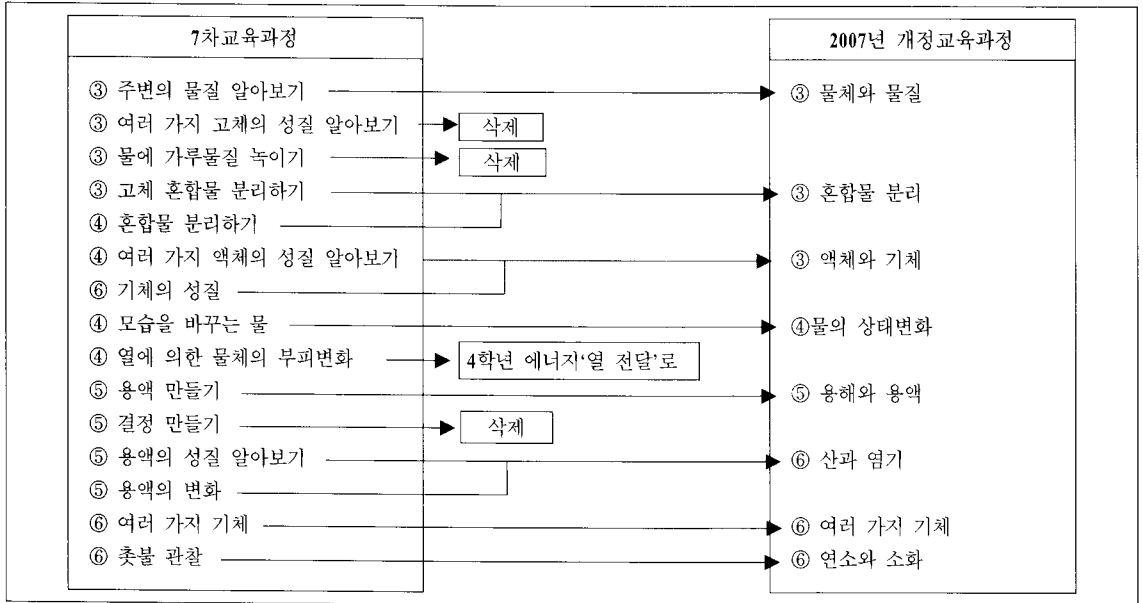 7차교육과정
2007년 개정교육과정
③ 주변의 물질 알아보기
③ 물체와 물질
③ 여러 가지 고체의 성질 알아보기
삭제
③ 물에 가루물질 녹이기
삭제
③ 고체 혼합물 분리하기
③ 혼합물 분리
④ 혼합물 분리하기
④ 여러 가지 액체의 성질 알아보기
③ 액체와 기체
⑥ 기체의 성질
④ 모습을 바꾸는 물
④물의 상태변화
④ 열에 의한 물체의 부피변화
4학년 에너지‘열 전달’로
⑤ 용액 만들기
⑤ 용해와 용액
⑤ 결정 만들기
삭제
⑤ 용액의 성질 알아보기
⑥ 산과 염기
⑤ 용액의 변화
⑥ 여러 가지 기체
⑥ 여러 가지 기체
⑥ 촛불 관찰
⑥ 연소와 소화